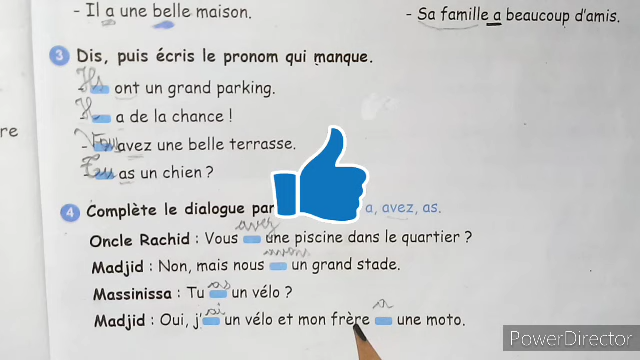 - Il a une belle maison.
- Sa famille a beaucoup d'amis.
3 Dis, puis écris le pronom qui manque.
- Ils ont un grand parking.
- Il a de la chance !
- Vous avez une belle terrasse.
- Tu as un chien ?
re
4 Complète le dialogue par a, avez, as.
Oncle Rachid : Vous avez une piscine dans le quartier ?
Madjid : Non, mais nous avons un grand stade.
Massinissa : Tu as un vélo ?
Madjid : Oui, j'ai un vélo et mon frère a une moto.
PowerDirector